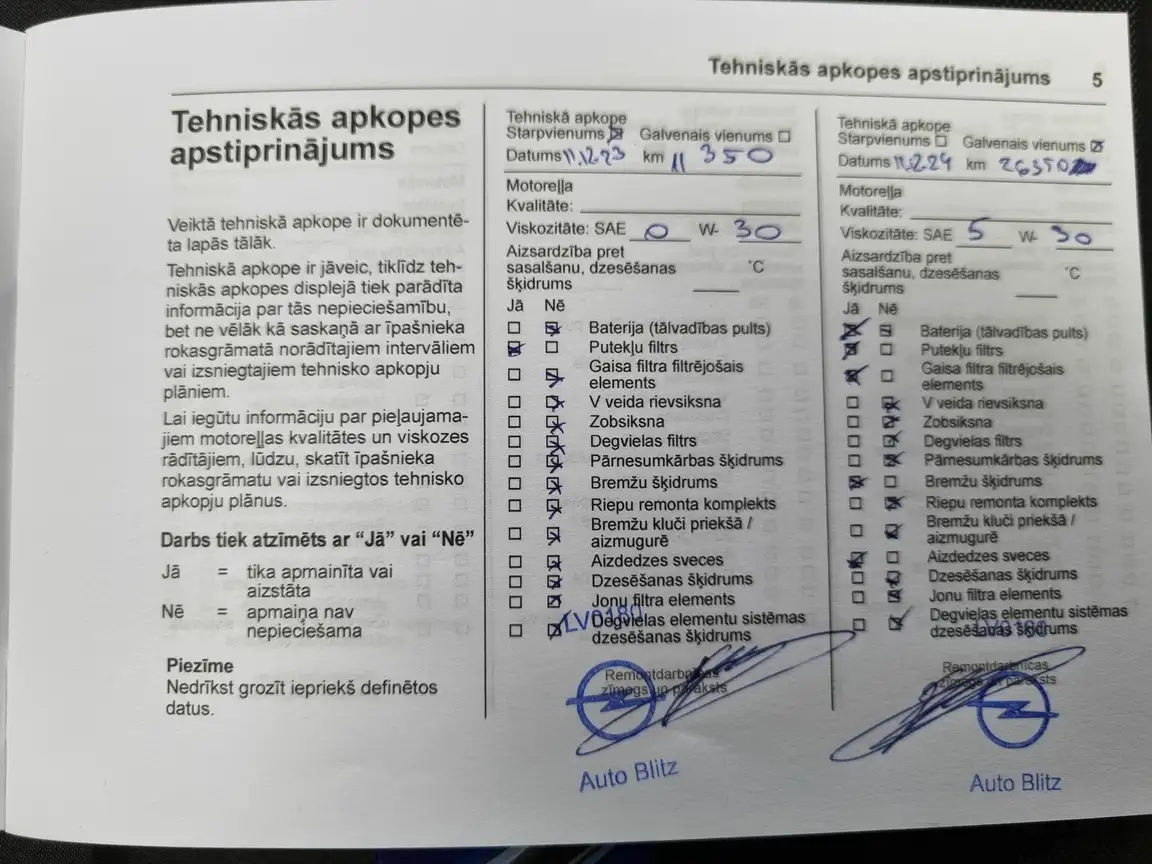 Tehniskās apkopes apstiprinājums 5
Tehniskās apkopes
apstiprinājums
Veiktā tehniskā apkope ir dokumentē-
ta lapās tālāk.
Tehniskā apkope ir jāveic, tiklīdz teh-
niskās apkopes displejā tiek parādīta
informācija par tās nepieciešamību,
bet ne vēlāk kā saskaņā ar īpašnieka
rokasgrāmatā norādītajiem intervāliem
vai izsniegtajiem tehnisko apkopju
plāniem.
Lai iegūtu informāciju par pieļaujama-
jiem motoreļļas kvalitātes un viskozes
rādītājiem, lūdzu, skatīt īpašnieka
rokasgrāmatu vai izsniegtos tehnisko
apkopju plānus.
Darbs tiek atzīmēts ar “Jā” vai “Nē”
Jā = tika apmainīta vai
aizstāta
Nē = apmaiņa nav
nepieciešama
Piezīme
Nedrīkst grozīt iepriekš definētos
datus.
Tehniskā apkope
Starpvienums Galvenais vienums
Datums 11.12.23 km 11 350
Motoreļļa
Kvalitāte:
Viskozitāte: SAE 0 W- 30
Aizsardzība pret
sasalšanu, dzesēšanas °C
šķidrums
Jā Nē
Baterija (tālvadības pults)
Putekļu filtrs
Gaisa filtra filtrējošais
elements
V veida rievsiksna
Zobsiksna
Degvielas filtrs
Pārnesumkārbas šķidrums
Bremžu šķidrums
Riepu remonta komplekts
Bremžu kluči priekšā /
aizmugurē
Aizdedzes sveces
Dzesēšanas šķidrums
Jonu filtra elements
LV0180
Degvielas elementu sistēmas
dzesēšanas šķidrums
Remontdarbnīcas
zīmogs un paraksts
Auto Blitz
Tehniskā apkope
Starpvienums Galvenais vienums
Datums 11.12.24 km 26350
Motoreļļa
Kvalitāte:
Viskozitāte: SAE 5 W- 30
Aizsardzība pret
sasalšanu, dzesēšanas °C
šķidrums
Jā Nē
Baterija (tālvadības pults)
Putekļu filtrs
Gaisa filtra filtrējošais
elements
V veida rievsiksna
Zobsiksna
Degvielas filtrs
Pārnesumkārbas šķidrums
Bremžu šķidrums
Riepu remonta komplekts
Bremžu kluči priekšā /
aizmugurē
Aizdedzes sveces
Dzesēšanas šķidrums
Jonu filtra elements
Degvielas elementu sistēmas
dzesēšanas šķidrums
Remontdarbnīcas
zīmogs un paraksts
Auto Blitz